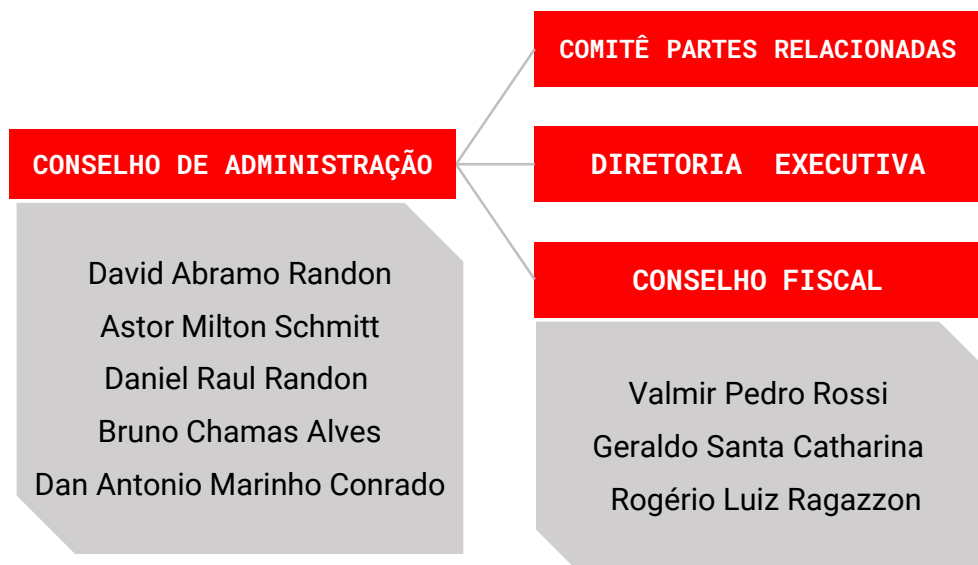 COMITÊ PARTES RELACIONADAS
CONSELHO DE ADMINISTRAÇÃO
DIRETORIA EXECUTIVA
CONSELHO FISCAL
David Abramo Randon
Astor Milton Schmitt
Daniel Raul Randon
Bruno Chamas Alves
Dan Antonio Marinho Conrado
Valmir Pedro Rossi
Geraldo Santa Catharina
Rogério Luiz Ragazzon